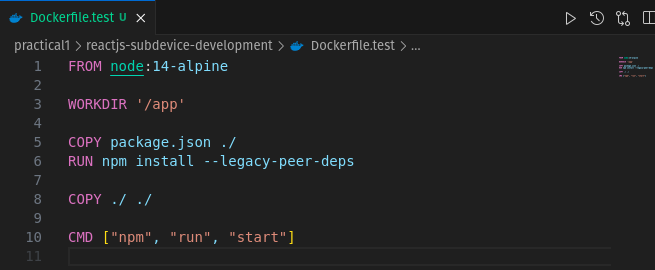 Dockerfile.test U
practical1 > reactjs-subdevice-development > Dockerfile.test > ...
1 FROM node:14-alpine
2
3 WORKDIR '/app'
4
5 COPY package.json ./
6 RUN npm install --legacy-peer-deps
7
8 COPY ./ ./
9
10 CMD ["npm", "run", "start"]
11